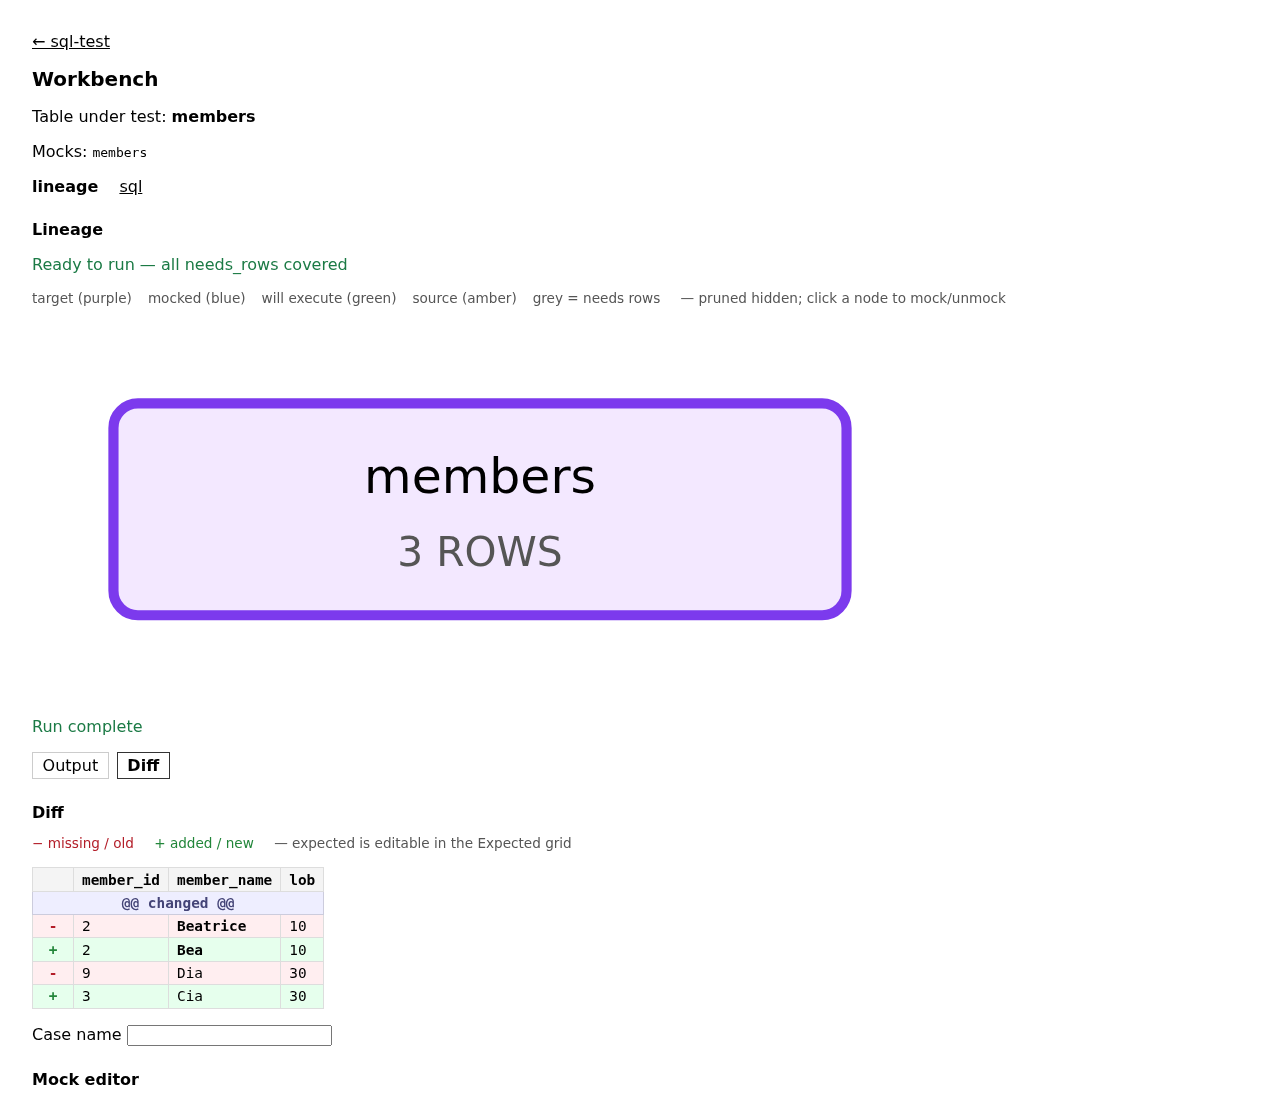 ← sql-test
Workbench
Table under test: members
Mocks: members
lineage sql
Lineage
Ready to run — all needs_rows covered
target (purple) mocked (blue) will execute (green) source (amber) grey = needs rows — pruned hidden; click a node to mock/unmock
members
3 ROWS
Run complete
Output Diff
Diff
− missing / old + added / new — expected is editable in the Expected grid
member_id member_name lob
@@ changed @@
- 2 Beatrice 10
+ 2 Bea 10
- 9 Dia 30
+ 3 Cia 30
Case name
Mock editor